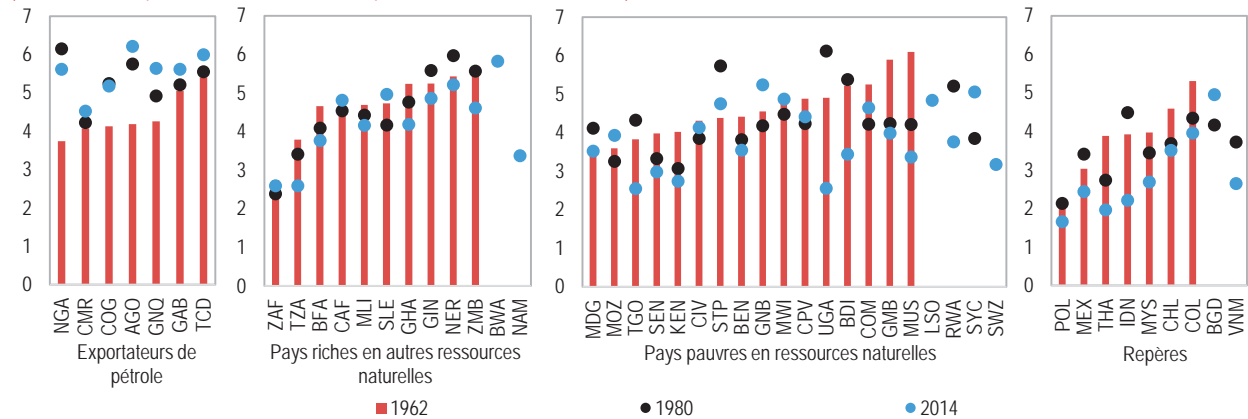 7 6 5 4 3 2 1 0
NGA CMR COG AGO GNQ GAB TCD
Exportateurs de
pétrole
7 6 5 4 3 2 1 0
ZAF TZA BFA CAF MLI SLE GHA GIN NER ZMB BWA NAM
Pays riches en autres ressources
naturelles
7 6 5 4 3 2 1 0
MDG MOZ TGO SEN KEN CIV STP BEN GNB MWI CPV UGA BDI COM GMB MUS LSO RWA SYC SWZ
Pays pauvres en ressources naturelles
7 6 5 4 3 2 1 0
POL MEX THA IDN MYS CHL COL BGD VNM
Repères
1962 1980 2014